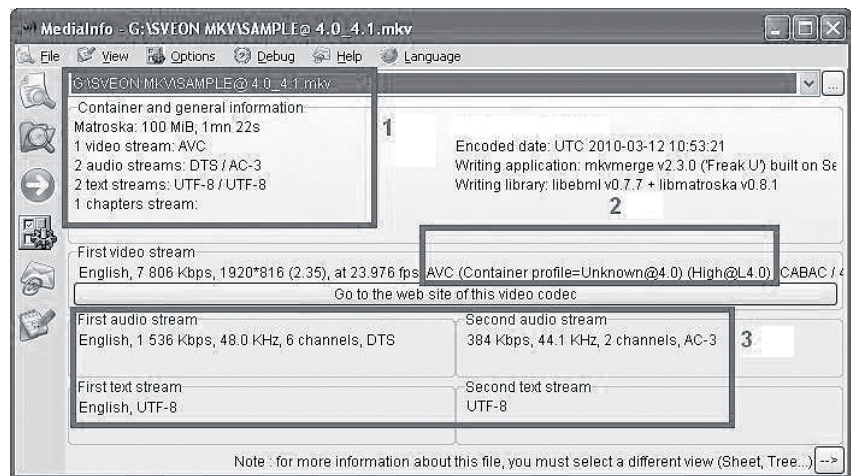 MediaInfo - G:\SVEON MKV\SAMPLE@ 4.0_4.1.mkv
File View Options Debug Help Language
G:\SVEON MKV\SAMPLE@ 4.0_4.1.mkv
Container and general information
Matroska: 100 MiB, 1mn 22s
1 video stream: AVC
2 audio streams: DTS / AC-3
2 text streams: UTF-8 / UTF-8
1 chapters stream:
1
Encoded date: UTC 2010-03-12 10:53:21
Writing application: mkvmerge v2.3.0 ('Freak U') built on Se
Writing library: libebml v0.7.7 + libmatroska v0.8.1
2
First video stream
English, 7 806 Kbps, 1920*816 (2.35), at 23.976 fps, AVC (Container profile=Unknown@4.0) (High@L4.0), CABAC / 4
Go to the web site of this video codec
First audio stream
English, 1 536 Kbps, 48.0 KHz, 6 channels, DTS
Second audio stream
384 Kbps, 44.1 KHz, 2 channels, AC-3
3
First text stream
English, UTF-8
Second text stream
UTF-8
Note : for more information about this file, you must select a different view (Sheet, Tree...)
-->